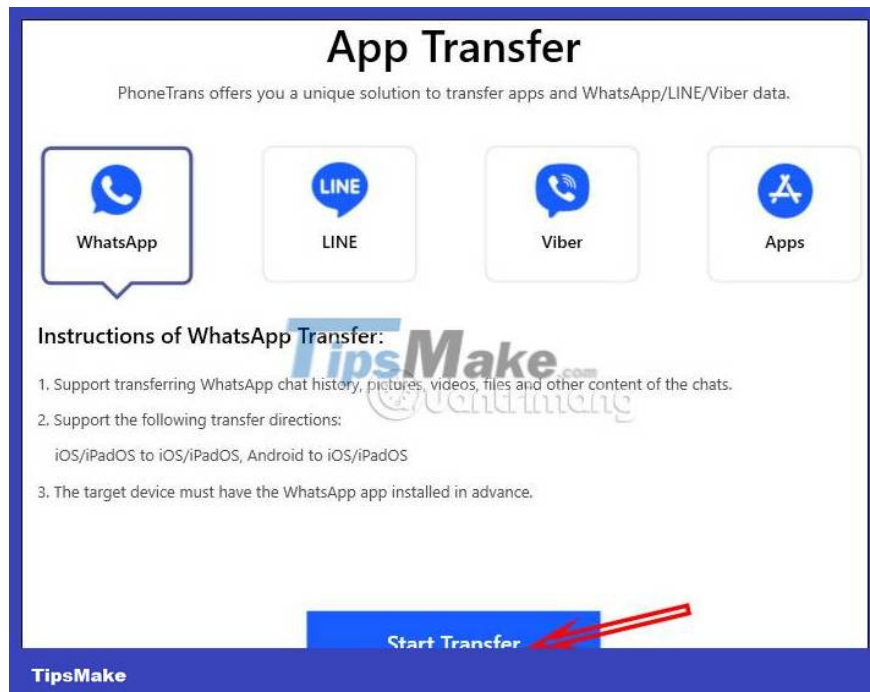 App Transfer
PhoneTrans offers you a unique solution to transfer apps and WhatsApp/LINE/Viber data.
LINE
WhatsApp
LINE
Viber
Apps
Instructions of WhatsApp Transfer:
TipsMake.com
1. Support transferring WhatsApp chat history, pictures, videos, files and other content of the chats.
Quantrimang
2. Support the following transfer directions:
iOS/iPadOS to iOS/iPadOS, Android to iOS/iPadOS
3. The target device must have the WhatsApp app installed in advance.
Start Transfer
TipsMake